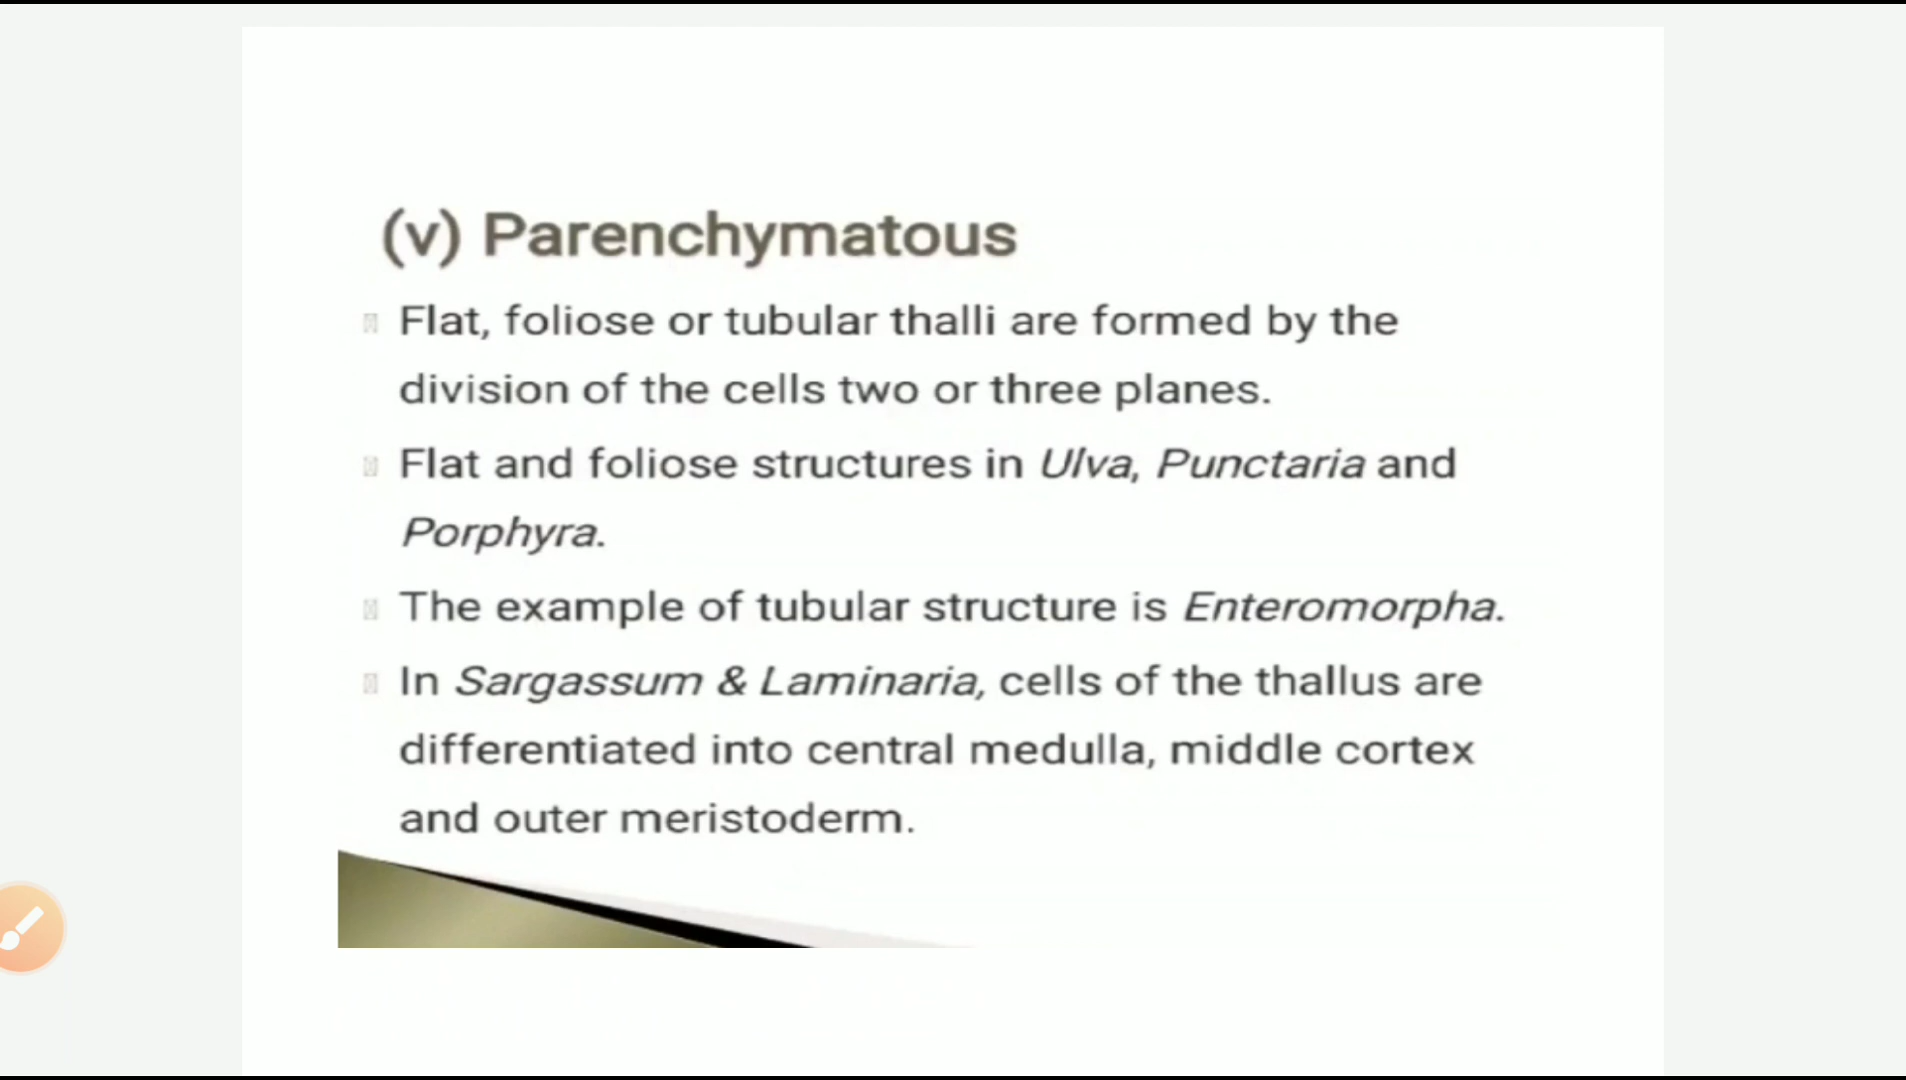 (v) Parenchymatous
Flat, foliose or tubular thalli are formed by the
division of the cells two or three planes.
Flat and foliose structures in Ulva, Punctaria and
Porphyra.
The example of tubular structure is Enteromorpha.
In Sargassum & Laminaria, cells of the thallus are
differentiated into central medulla, middle cortex
and outer meristoderm.